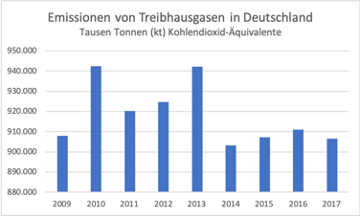 Emissionen von Treibhausgasen in Deutschland
Tausen Tonnen (kt) Kohlendioxid-Äquivalente
950.000
940.000
930.000
920.000
910.000
900.000
890.000
880.000
2009 2010 2011 2012 2013 2014 2015 2016 2017